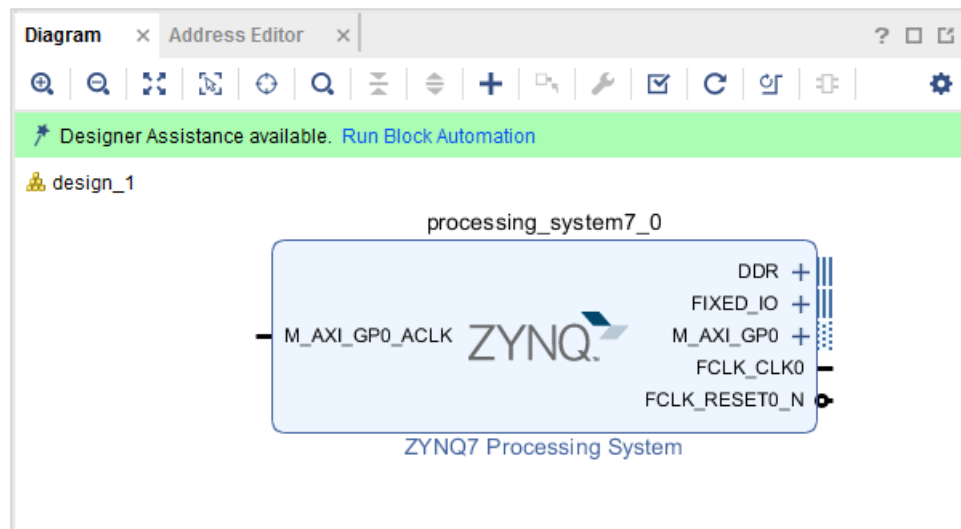 Diagram × Address Editor × ?
Designer Assistance available. Run Block Automation
design_1
processing_system7_0
DDR
FIXED_IO
M_AXI_GP0_ACLK ZYNQ M_AXI_GP0
FCLK_CLK0
FCLK_RESET0_N
ZYNQ7 Processing System